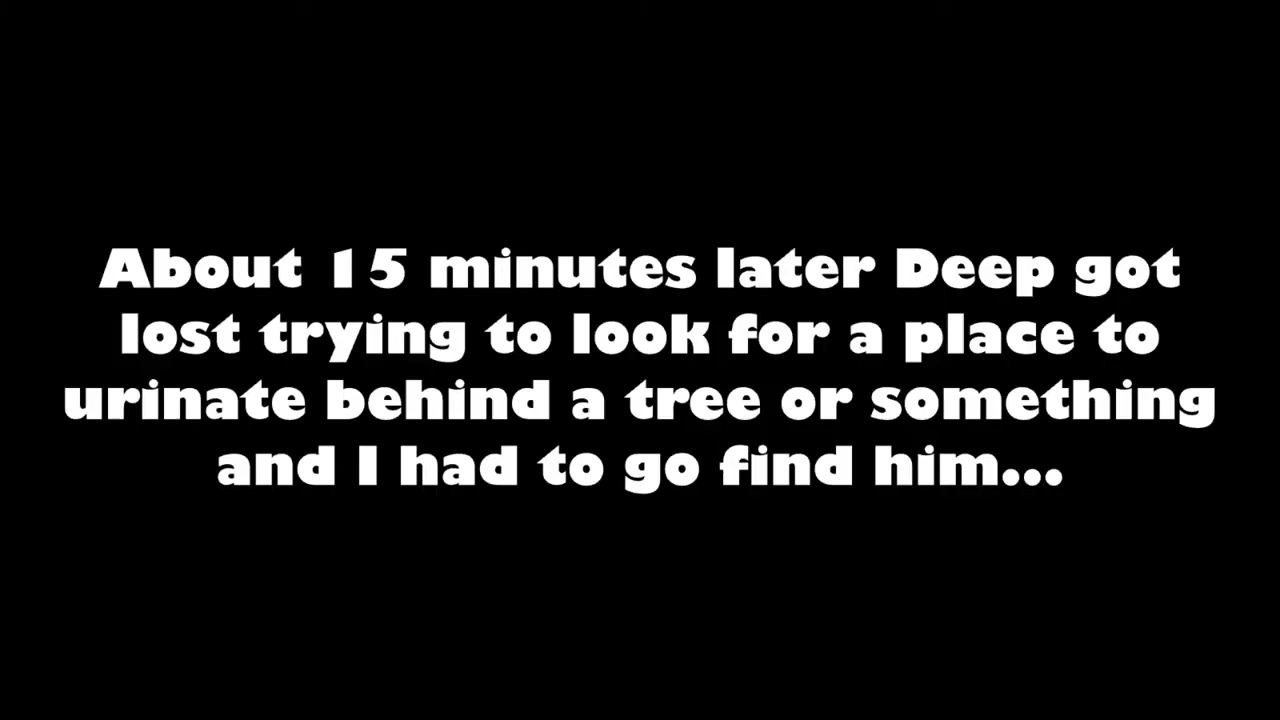 About 15 minutes later Deep got
lost trying to look for a place to
urinate behind a tree or something
and I had to go find him...